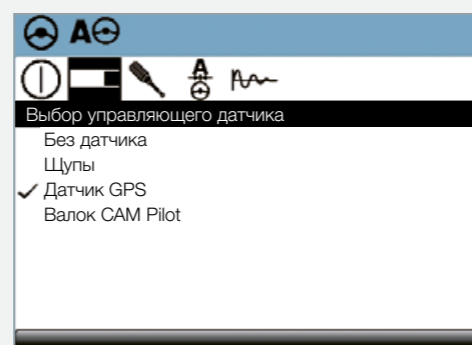 A
A
Выбор управляющего датчика
Без датчика
Щупы
Датчик GPS
Валок CAM Pilot